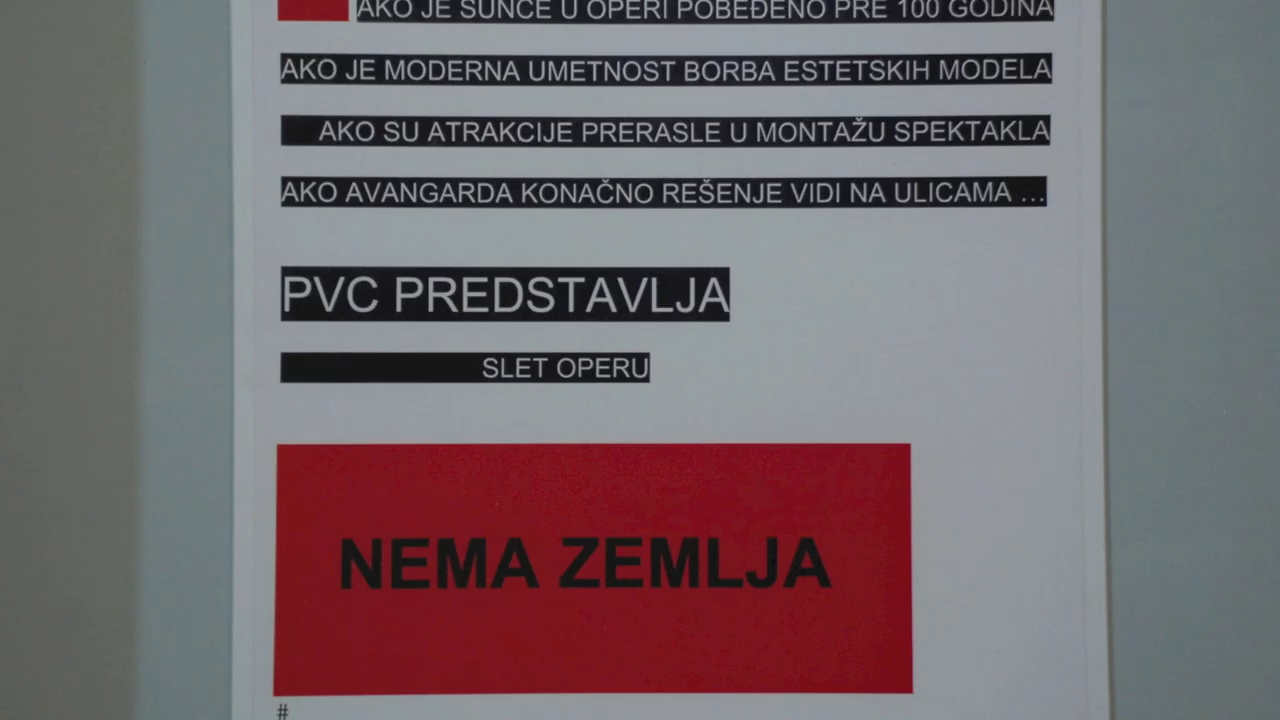 AKO JE SUNCE U OPERI POBEĐENO PRE 100 GODINA
AKO JE MODERNA UMETNOST BORBA ESTETSKIH MODELA
AKO SU ATRAKCIJE PRERASLE U MONTAŽU SPEKTAKLA
AKO AVANGARDA KONAČNO REŠENJE VIDI NA ULICAMA ...
PVC PREDSTAVLJA
SLET OPERU
NEMA ZEMLJA
#